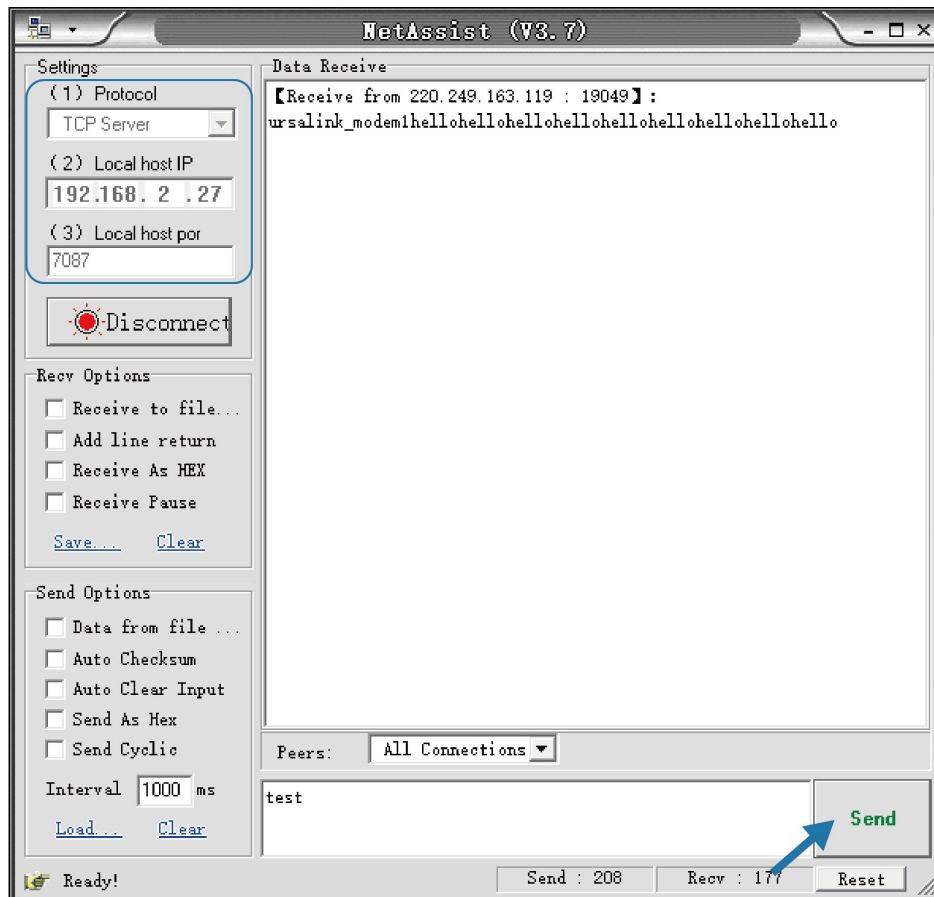 NetAssist (V3.7)
Settings
(1) Protocol
TCP Server
(2) Local host IP
192.168. 2 .27
(3) Local host por
7087
Disconnect
Recv Options
Receive to file...
Add line return
Receive As HEX
Receive Pause
Save... Clear
Send Options
Data from file ...
Auto Checksum
Auto Clear Input
Send As Hex
Send Cyclic
Interval 1000 ms
Load... Clear
Data Receive
【Receive from 220.249.163.119 : 19049】:
ursalink_modem1hellohellohellohellohellohellohellohellohello
Peers: All Connections
test
Send
Ready!
Send : 208
Recv : 177
Reset